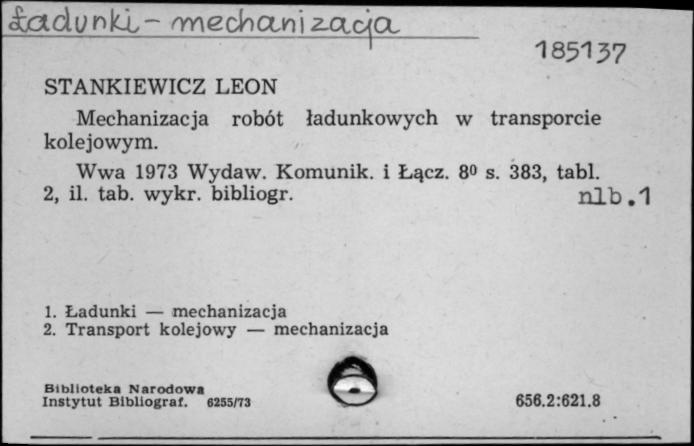 Ładunki - mechanizacja
185137
STANKIEWICZ LEON
Mechanizacja robót ładunkowych w transporcie
kolejowym.
Wwa 1973 Wydaw. Komunik. i Łącz. 8⁰ s. 383, tabl.
2, il. tab. wykr. bibliogr.
nlb.1
1. Ładunki — mechanizacja
2. Transport kolejowy — mechanizacja
Biblioteka Narodowa
Instytut Bibliograf. 6255/73
656.2:621.8